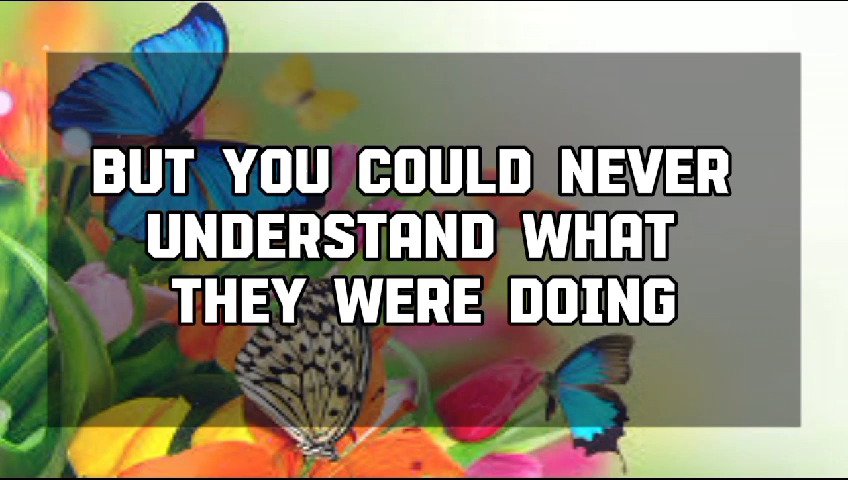 BUT YOU COULD NEVER
UNDERSTAND WHAT
THEY WERE DOING